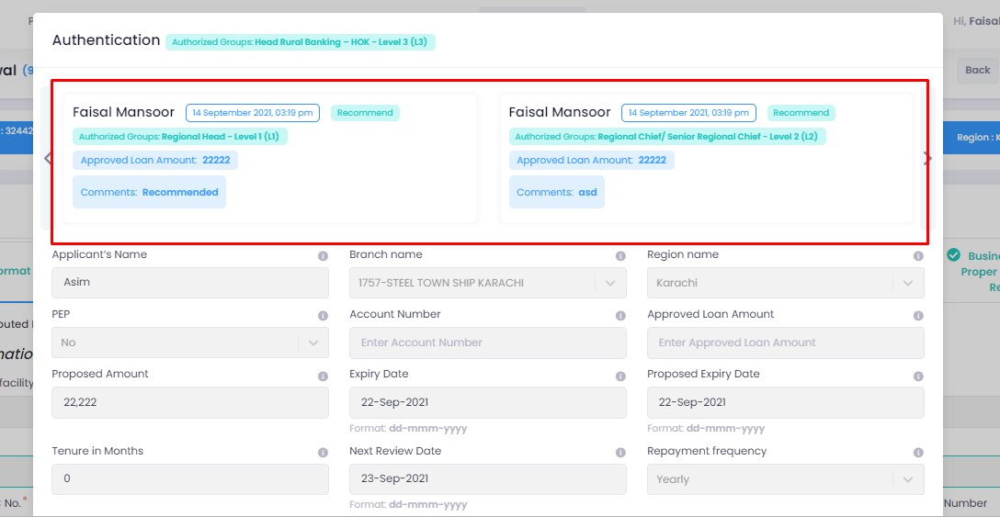 Hi, Faisal
Authentication Authorized Groups: Head Rural Banking – HOK - Level 3 (L3)
wal (9
Back
: 32442
Region : K
Faisal Mansoor 14 September 2021, 03:19 pm Recommend
Authorized Groups: Regional Head - Level 1 (L1)
Approved Loan Amount: 22222
Comments: Recommended
Faisal Mansoor 14 September 2021, 03:19 pm Recommend
Authorized Groups: Regional Chief/ Senior Regional Chief - Level 2 (L2)
Approved Loan Amount: 22222
Comments: asd
Applicant's Name Branch name Region name
Asim 1757-STEEL TOWN SHIP KARACHI Karachi
ormat
Busine
Proper
Re
PEP Account Number Approved Loan Amount
No Enter Account Number Enter Approved Loan Amount
outed
natio
facility
Proposed Amount Expiry Date Proposed Expiry Date
22,222 22-Sep-2021 22-Sep-2021
Format: dd-mmm-yyyy Format: dd-mmm-yyyy
Tenure in Months Next Review Date Repayment frequency
0 23-Sep-2021 Yearly
Format: dd-mmm-yyyy
No.*
Number